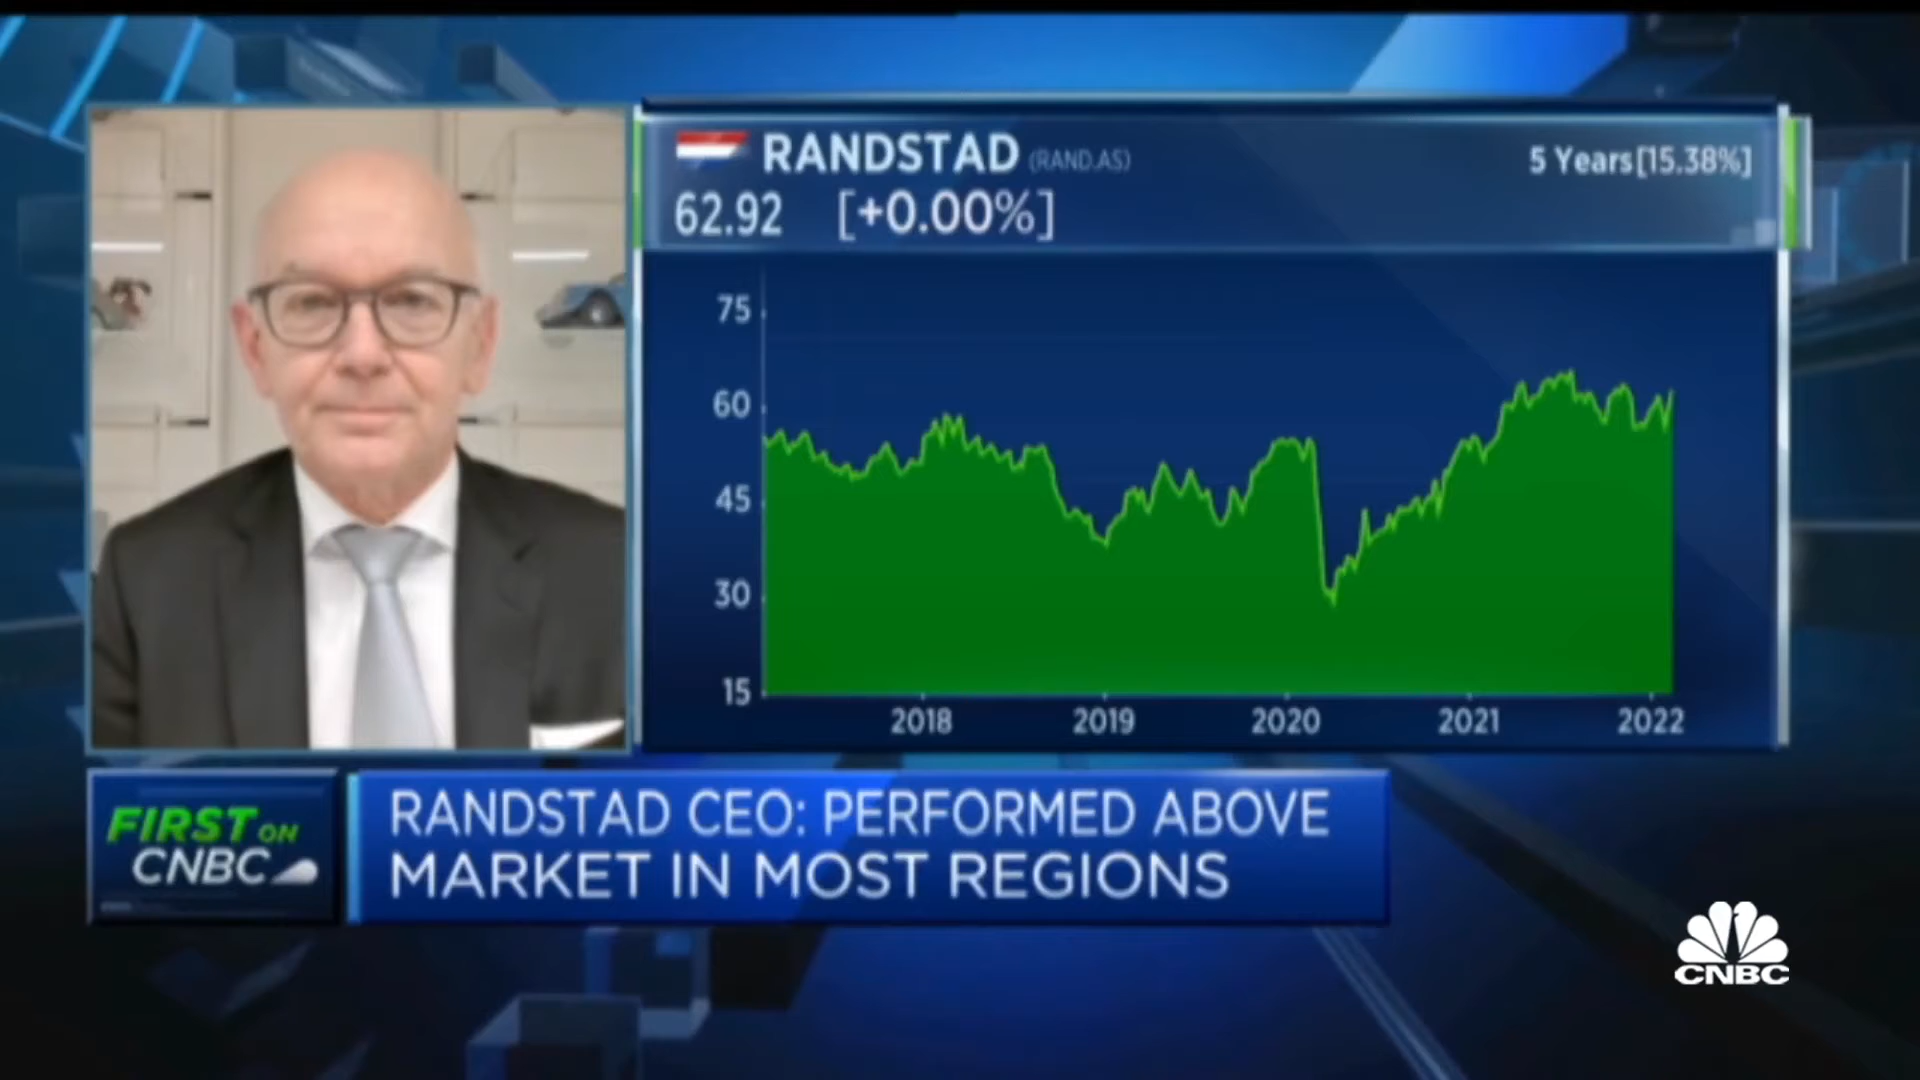 RANDSTAD (RAND.AS)
5 Years[15.38%]
62.92 [+0.00%]
75
60
45
30
15
2018 2019 2020 2021 2022
FIRST ON
CNBC
RANDSTAD CEO: PERFORMED ABOVE
MARKET IN MOST REGIONS
CNBC